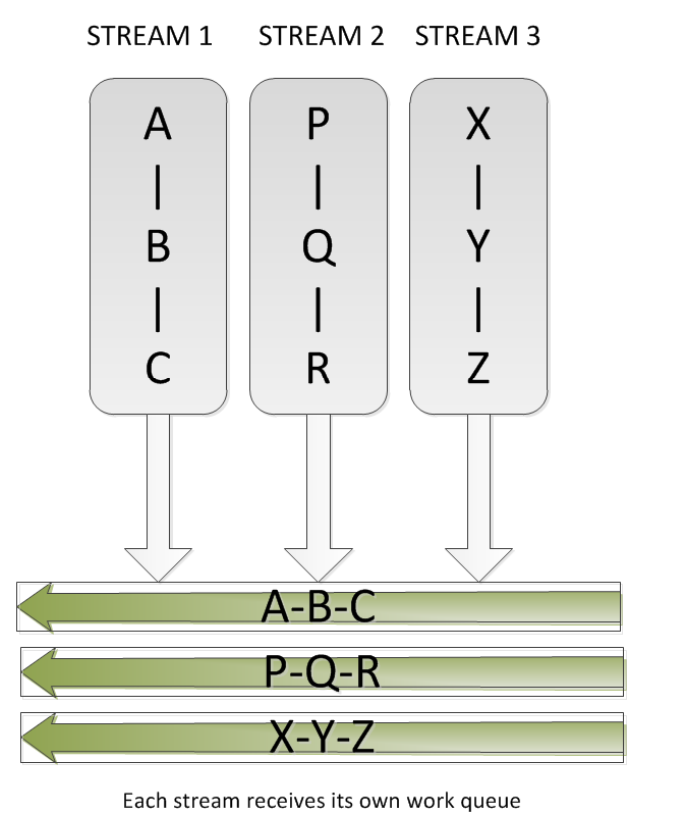 STREAM 1 STREAM 2 STREAM 3
A P X
| | |
B Q Y
| | |
C R Z
A-B-C
P-Q-R
X-Y-Z
Each stream receives its own work queue